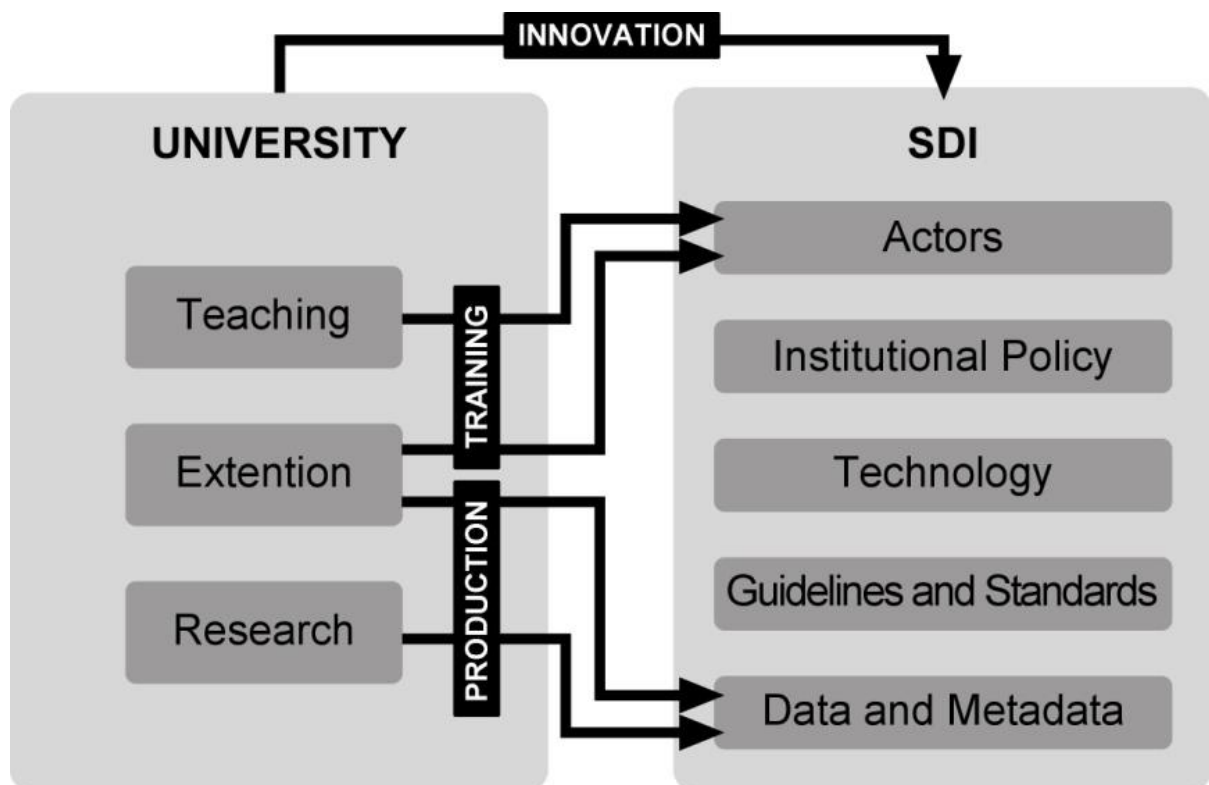 INNOVATION
UNIVERSITY
Teaching
Extention
Research
TRAINING
PRODUCTION
SDI
Actors
Institutional Policy
Technology
Guidelines and Standards
Data and Metadata